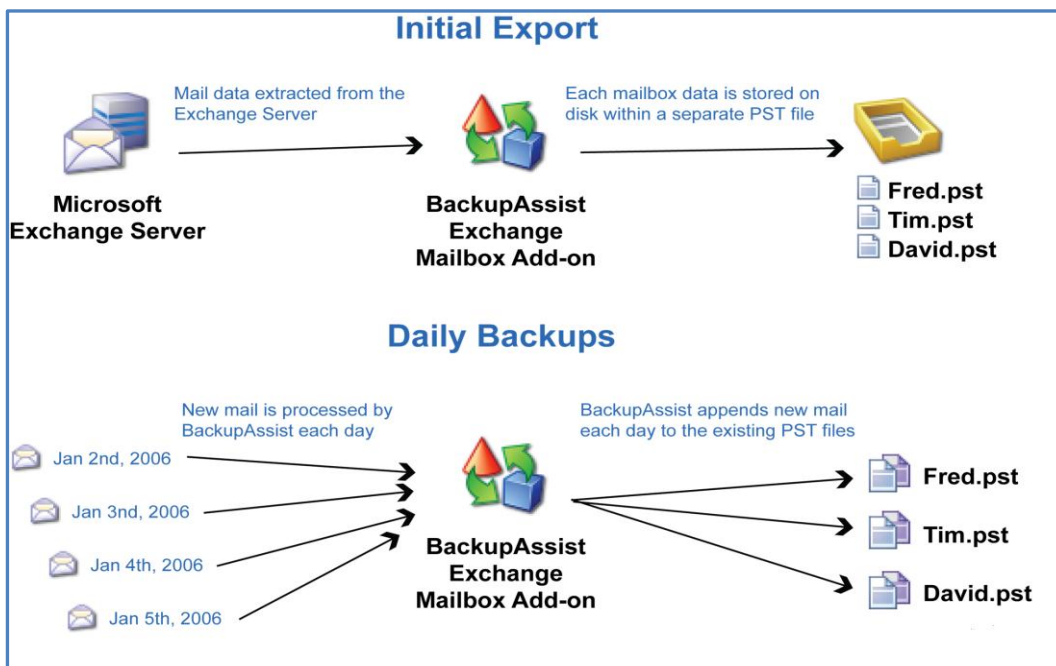 Initial Export
Mail data extracted from the
Exchange Server
Each mailbox data is stored on
disk within a separate PST file
Microsoft
Exchange Server
BackupAssist
Exchange
Mailbox Add-on
Fred.pst
Tim.pst
David.pst
Daily Backups
New mail is processed by
BackupAssist each day
BackupAssist appends new mail
each day to the existing PST files
Jan 2nd, 2006
Jan 3nd, 2006
Jan 4th, 2006
Jan 5th, 2006
BackupAssist
Exchange
Mailbox Add-on
Fred.pst
Tim.pst
David.pst